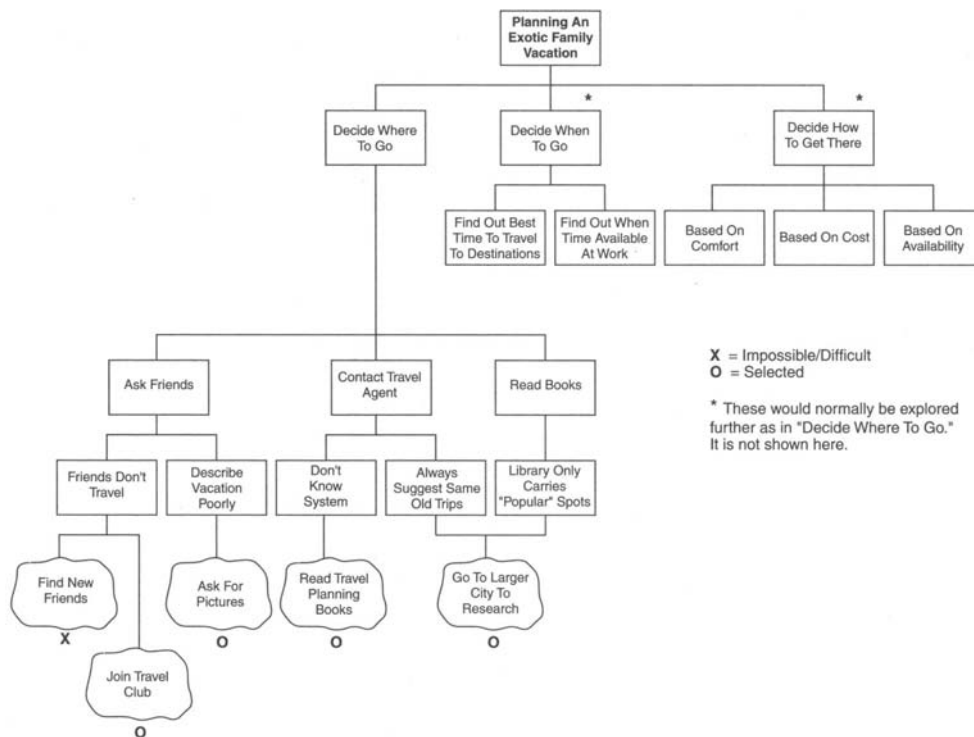 Planning An
Exotic Family
Vacation
*
*
Decide Where
To Go
Decide When
To Go
Decide How
To Get There
Find Out Best
Time To Travel
To Destinations
Find Out When
Time Available
At Work
Based On
Comfort
Based On Cost
Based On
Availability
Ask Friends
Contact Travel
Agent
Read Books
X = Impossible/Difficult
O = Selected
* These would normally be explored
further as in "Decide Where To Go."
It is not shown here.
Friends Don't
Travel
Describe
Vacation
Poorly
Don't
Know
System
Always
Suggest Same
Old Trips
Library Only
Carries
"Popular" Spots
Find New
Friends
X
Ask For
Pictures
O
Read Travel
Planning
Books
O
Go To Larger
City To
Research
O
Join Travel
Club
O